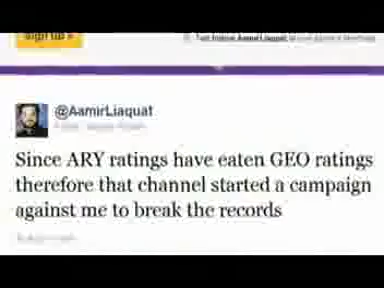 sign up »
@AamirLiaquat
Since ARY ratings have eaten GEO ratings
therefore that channel started a campaign
against me to break the records